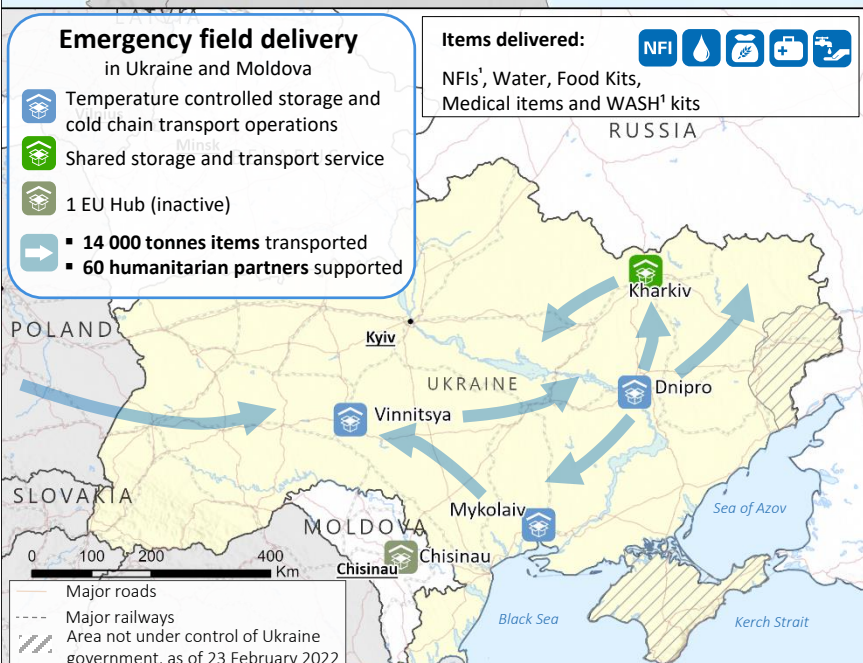 LATVIA
Emergency field delivery
in Ukraine and Moldova
Temperature controlled storage and
cold chain transport operations
Shared storage and transport service
1 EU Hub (inactive)
▪ 14 000 tonnes items transported
▪ 60 humanitarian partners supported
Items delivered:
NFI
NFIs¹, Water, Food Kits,
Medical items and WASH¹ kits
Vilnius
Minsk
BELARUS
RUSSIA
Kharkiv
POLAND
Kyiv
UKRAINE
Dnipro
Vinnitsya
SLOVAKIA
Mykolaiv
MOLDOVA
Sea of Azov
Chisinau
Chisinau
0 100 200 400
Km
Black Sea
Kerch Strait
Major roads
Major railways
Area not under control of Ukraine
government, as of 23 February 2022